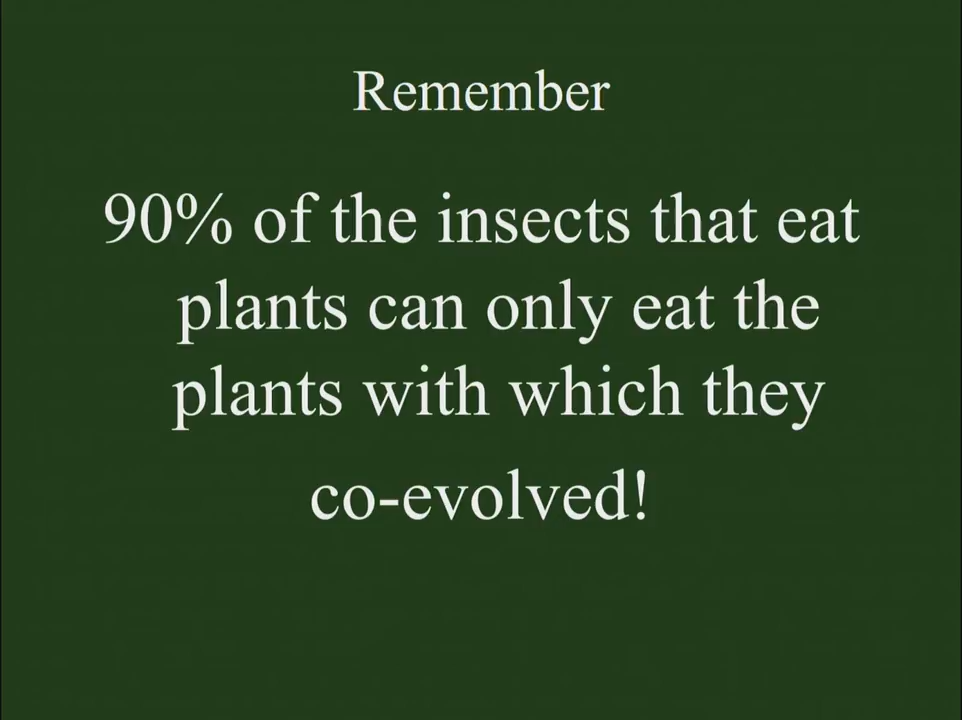 Remember
90% of the insects that eat
plants can only eat the
plants with which they
co-evolved!